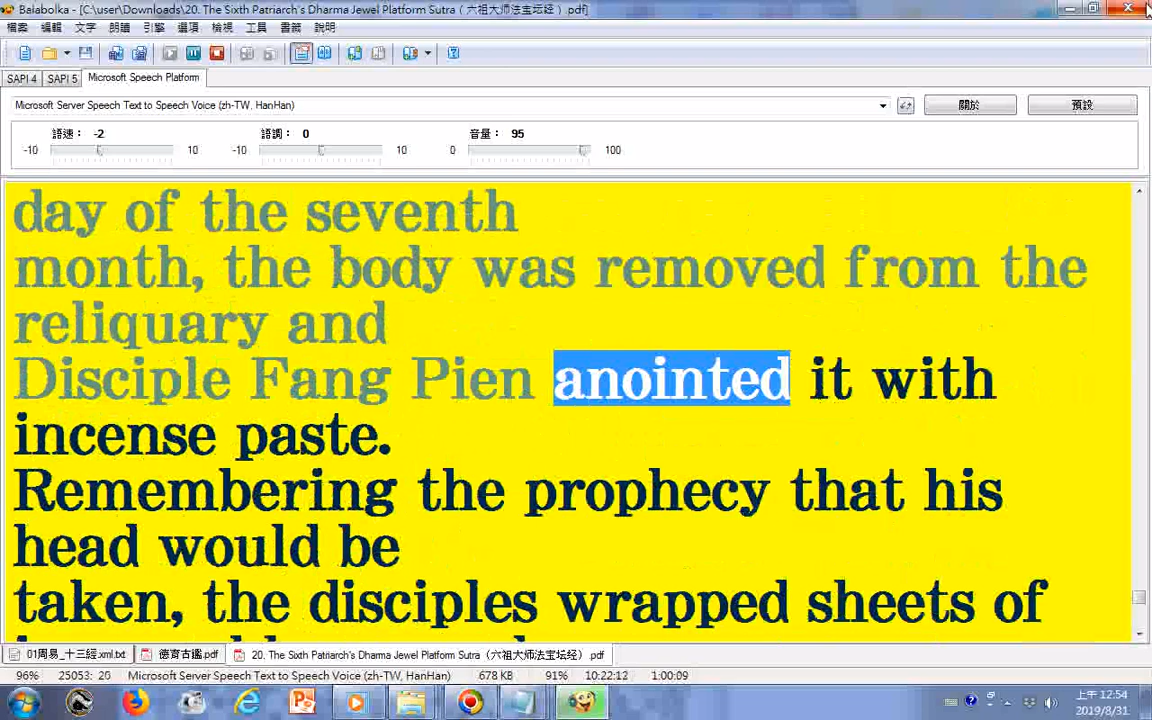 Balabolka - [C:\user\Downloads\20. The Sixth Patriarch's Dharma Jewel Platform Sutra（六祖大师法宝坛经）pdf]
檔案 編輯 文字 朗讀 引擎 選項 檢視 工具 書籤 說明
SAPI 4 SAPI 5 Microsoft Speech Platform
Microsoft Server Speech Text to Speech Voice (zh-TW, HanHan) 關於 預設
語速： -2 語調： 0 音量： 95
-10 10 -10 10 0 100
day of the seventh
month, the body was removed from the
reliquary and
Disciple Fang Pien anointed it with
incense paste.
Remembering the prophecy that his
head would be
taken, the disciples wrapped sheets of
01周易_十三經.xml.txt 德育古鑑.pdf 20. The Sixth Patriarch's Dharma Jewel Platform Sutra（六祖大师法宝坛经）.pdf
96% 25053: 20 Microsoft Server Speech Text to Speech Voice (zh-TW, HanHan) 678 KB 91% 10:22:12 1:00:09
上午 12:54
2019/8/31